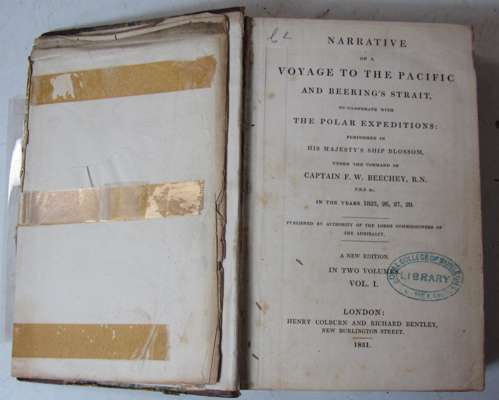 NARRATIVE
OF A
VOYAGE TO THE PACIFIC
AND BEERING'S STRAIT,
TO CO-OPERATE WITH
THE POLAR EXPEDITIONS:
PERFORMED IN
HIS MAJESTY'S SHIP BLOSSOM,
UNDER THE COMMAND OF
CAPTAIN F. W. BEECHEY, R.N.
F.R.S. &c.
IN THE YEARS 1825, 26, 27, 28.
PUBLISHED BY AUTHORITY OF THE LORDS COMMISSIONERS OF
THE ADMIRALTY.
A NEW EDITION.
IN TWO VOLUMES.
VOL. I.
ROYAL COLLEGE OF
LIBRARY
LONDON:
HENRY COLBURN AND RICHARD BENTLEY,
NEW BURLINGTON STREET.
1831.